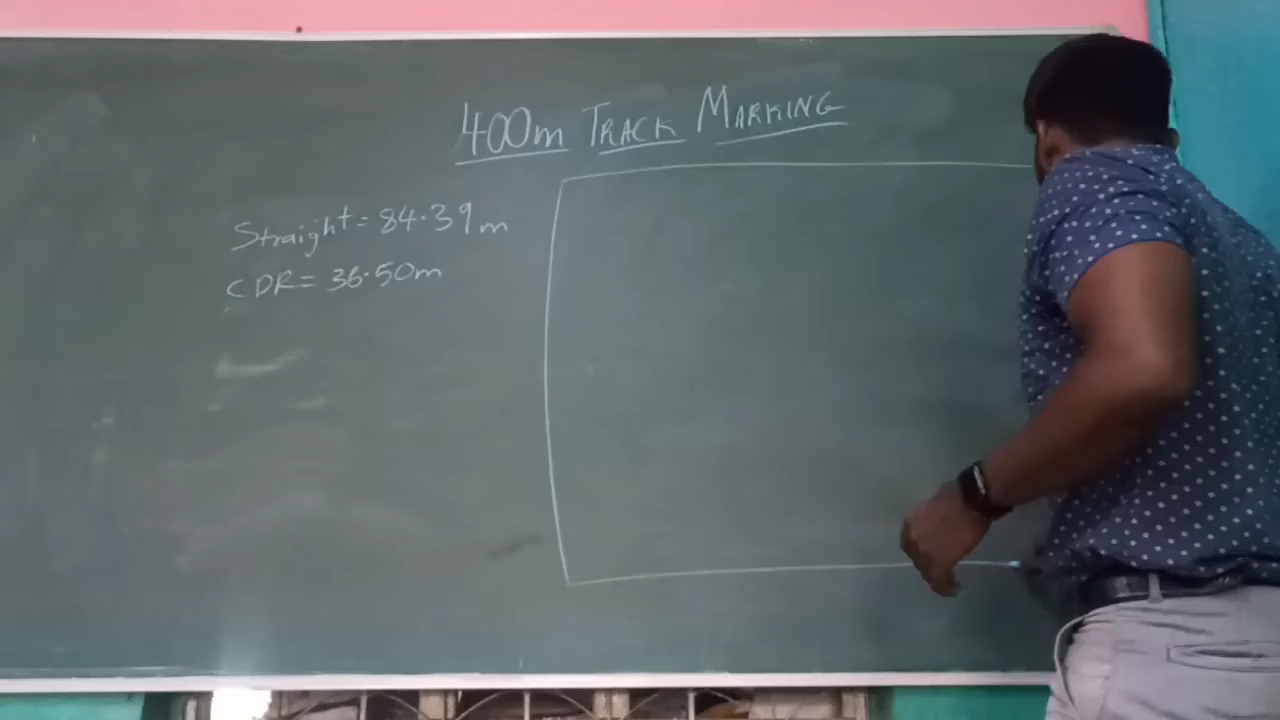 400m TRACK MARKING
Straight = 84.39m
CDR = 36.50m